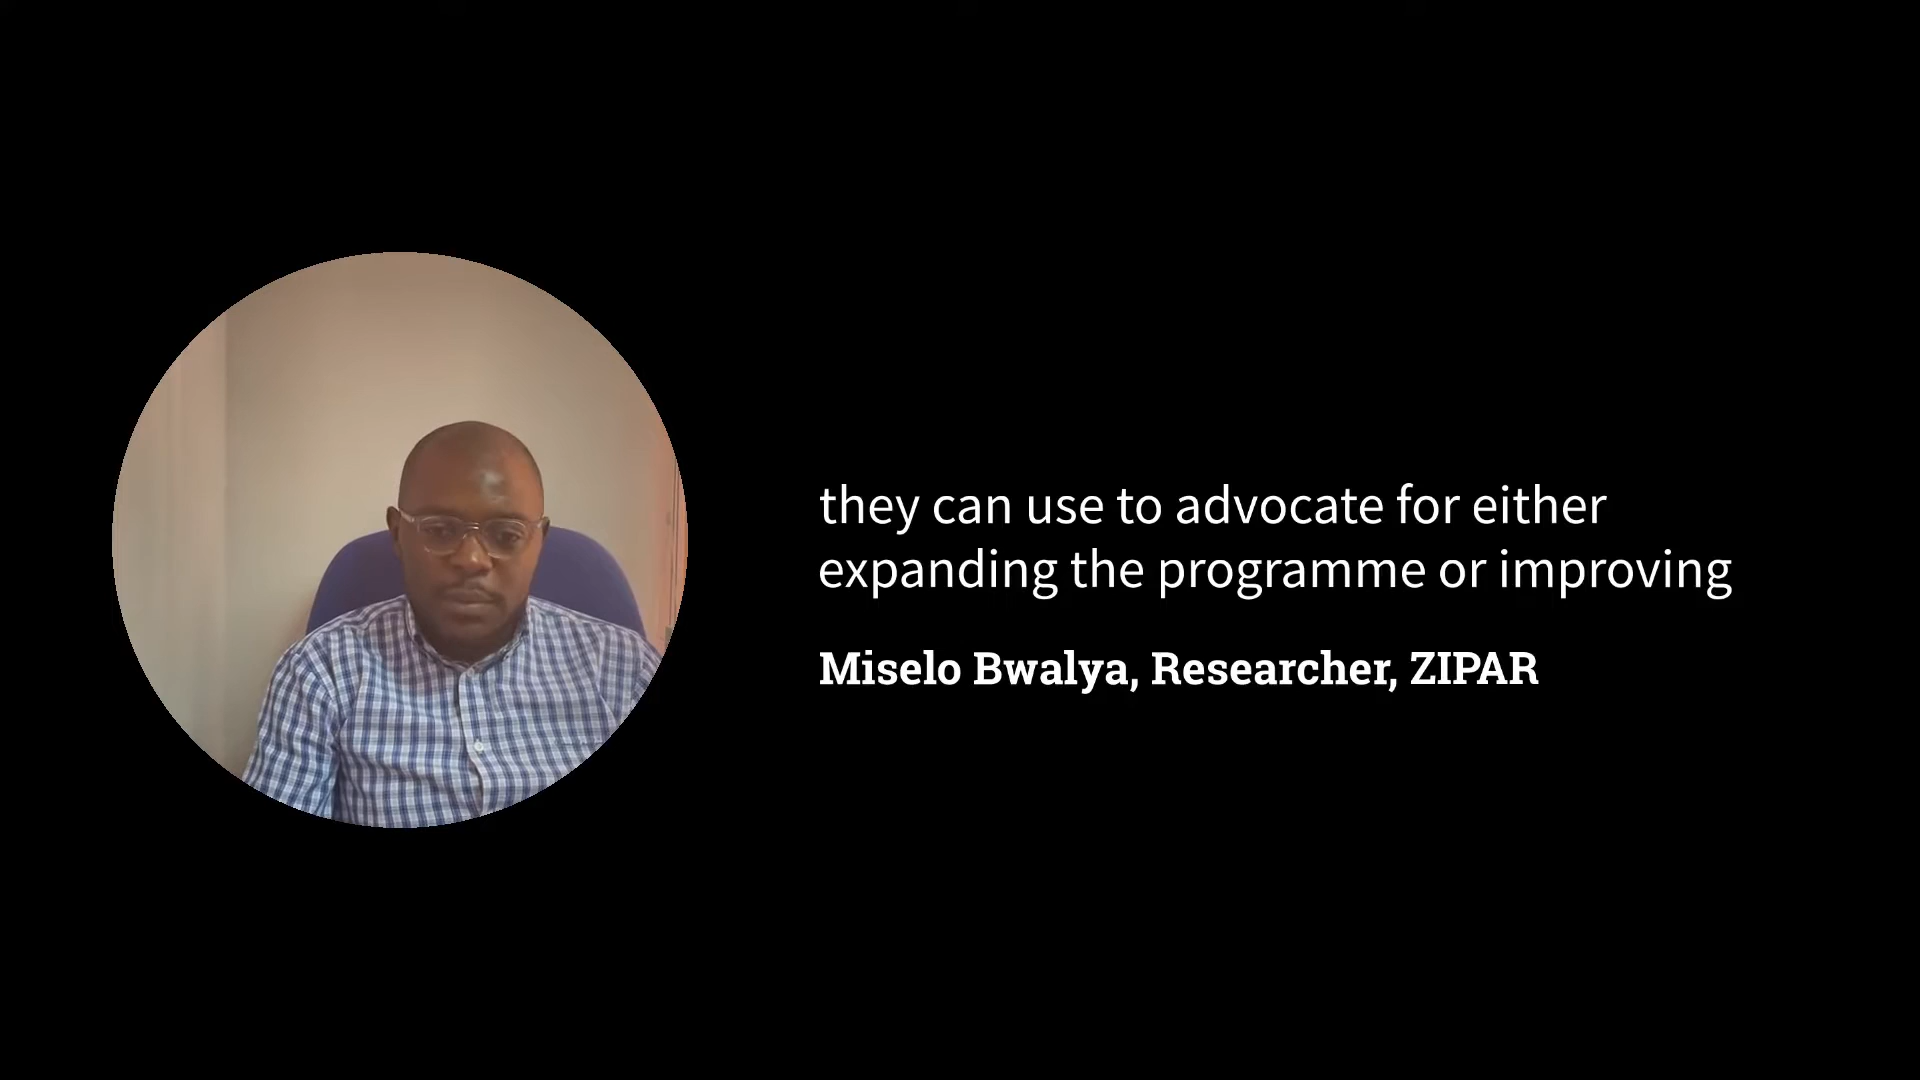 they can use to advocate for either
expanding the programme or improving
Miselo Bwalya, Researcher, ZIPAR